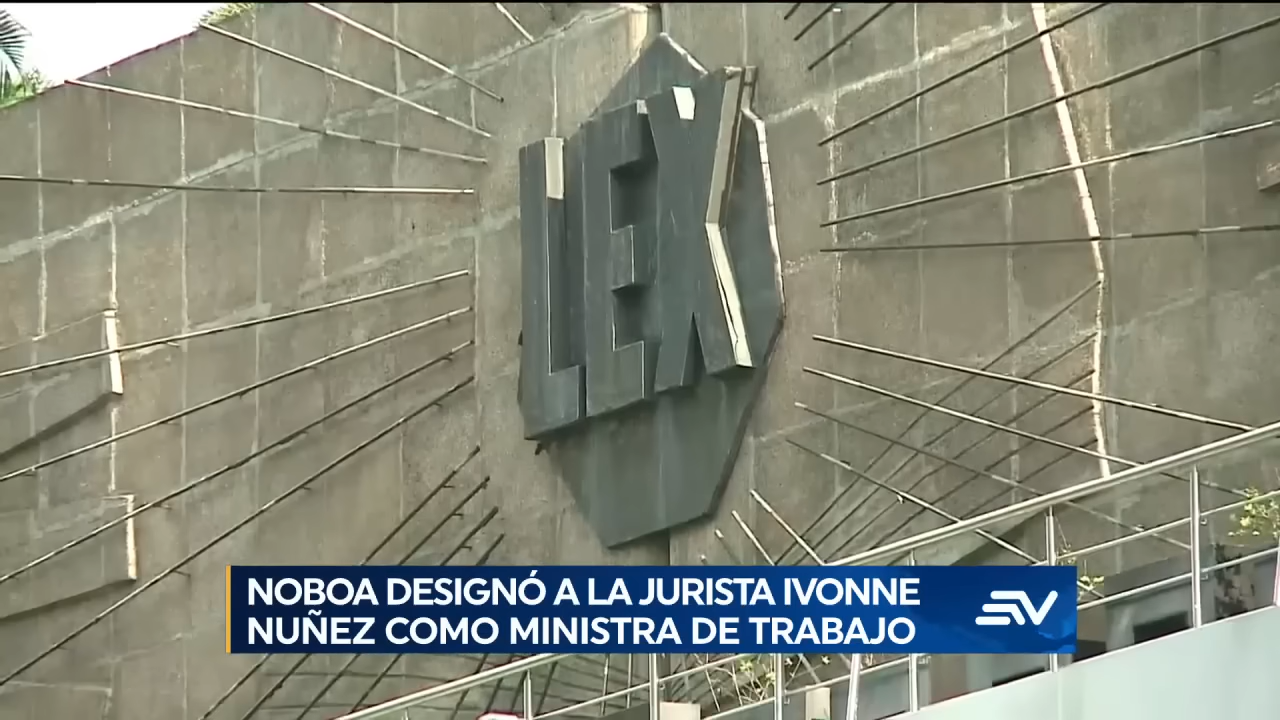 LEX
NOBOA DESIGNÓ A LA JURISTA IVONNE
NUÑEZ COMO MINISTRA DE TRABAJO
EV